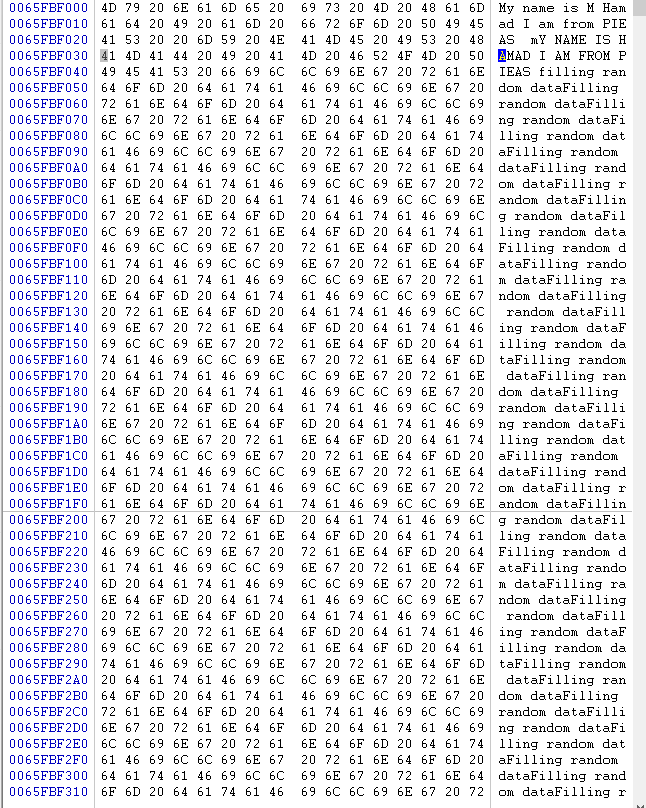 0065FBF000 4D 79 20 6E 61 6D 65 20 69 73 20 4D 20 48 61 6D My name is M Ham
0065FBF010 61 64 20 49 20 61 6D 20 66 72 6F 6D 20 50 49 45 ad I am from PIE
0065FBF020 41 53 20 20 6D 59 20 4E 41 4D 45 20 49 53 20 48 AS  mY NAME IS H
0065FBF030 41 4D 41 44 20 49 20 41 4D 20 46 52 4F 4D 20 50 AMAD I AM FROM P
0065FBF040 49 45 41 53 20 66 69 6C 6C 69 6E 67 20 72 61 6E IEAS filling ran
0065FBF050 64 6F 6D 20 64 61 74 61 46 69 6C 6C 69 6E 67 20 dom dataFilling
0065FBF060 72 61 6E 64 6F 6D 20 64 61 74 61 46 69 6C 6C 69 random dataFilli
0065FBF070 6E 67 20 72 61 6E 64 6F 6D 20 64 61 74 61 46 69 ng random dataFi
0065FBF080 6C 6C 69 6E 67 20 72 61 6E 64 6F 6D 20 64 61 74 lling random dat
0065FBF090 61 46 69 6C 6C 69 6E 67 20 72 61 6E 64 6F 6D 20 aFilling random
0065FBF0A0 64 61 74 61 46 69 6C 6C 69 6E 67 20 72 61 6E 64 dataFilling rand
0065FBF0B0 6F 6D 20 64 61 74 61 46 69 6C 6C 69 6E 67 20 72 om dataFilling r
0065FBF0C0 61 6E 64 6F 6D 20 64 61 74 61 46 69 6C 6C 69 6E andom dataFillin
0065FBF0D0 67 20 72 61 6E 64 6F 6D 20 64 61 74 61 46 69 6C g random dataFil
0065FBF0E0 6C 69 6E 67 20 72 61 6E 64 6F 6D 20 64 61 74 61 ling random data
0065FBF0F0 46 69 6C 6C 69 6E 67 20 72 61 6E 64 6F 6D 20 64 Filling random d
0065FBF100 61 74 61 46 69 6C 6C 69 6E 67 20 72 61 6E 64 6F ataFilling rando
0065FBF110 6D 20 64 61 74 61 46 69 6C 6C 69 6E 67 20 72 61 m dataFilling ra
0065FBF120 6E 64 6F 6D 20 64 61 74 61 46 69 6C 6C 69 6E 67 ndom dataFilling
0065FBF130 20 72 61 6E 64 6F 6D 20 64 61 74 61 46 69 6C 6C  random dataFill
0065FBF140 69 6E 67 20 72 61 6E 64 6F 6D 20 64 61 74 61 46 ing random dataF
0065FBF150 69 6C 6C 69 6E 67 20 72 61 6E 64 6F 6D 20 64 61 illing random da
0065FBF160 74 61 46 69 6C 6C 69 6E 67 20 72 61 6E 64 6F 6D taFilling random
0065FBF170 20 64 61 74 61 46 69 6C 6C 69 6E 67 20 72 61 6E  dataFilling ran
0065FBF180 64 6F 6D 20 64 61 74 61 46 69 6C 6C 69 6E 67 20 dom dataFilling
0065FBF190 72 61 6E 64 6F 6D 20 64 61 74 61 46 69 6C 6C 69 random dataFilli
0065FBF1A0 6E 67 20 72 61 6E 64 6F 6D 20 64 61 74 61 46 69 ng random dataFi
0065FBF1B0 6C 6C 69 6E 67 20 72 61 6E 64 6F 6D 20 64 61 74 lling random dat
0065FBF1C0 61 46 69 6C 6C 69 6E 67 20 72 61 6E 64 6F 6D 20 aFilling random
0065FBF1D0 64 61 74 61 46 69 6C 6C 69 6E 67 20 72 61 6E 64 dataFilling rand
0065FBF1E0 6F 6D 20 64 61 74 61 46 69 6C 6C 69 6E 67 20 72 om dataFilling r
0065FBF1F0 61 6E 64 6F 6D 20 64 61 74 61 46 69 6C 6C 69 6E andom dataFillin
0065FBF200 67 20 72 61 6E 64 6F 6D 20 64 61 74 61 46 69 6C g random dataFil
0065FBF210 6C 69 6E 67 20 72 61 6E 64 6F 6D 20 64 61 74 61 ling random data
0065FBF220 46 69 6C 6C 69 6E 67 20 72 61 6E 64 6F 6D 20 64 Filling random d
0065FBF230 61 74 61 46 69 6C 6C 69 6E 67 20 72 61 6E 64 6F ataFilling rando
0065FBF240 6D 20 64 61 74 61 46 69 6C 6C 69 6E 67 20 72 61 m dataFilling ra
0065FBF250 6E 64 6F 6D 20 64 61 74 61 46 69 6C 6C 69 6E 67 ndom dataFilling
0065FBF260 20 72 61 6E 64 6F 6D 20 64 61 74 61 46 69 6C 6C  random dataFill
0065FBF270 69 6E 67 20 72 61 6E 64 6F 6D 20 64 61 74 61 46 ing random dataF
0065FBF280 69 6C 6C 69 6E 67 20 72 61 6E 64 6F 6D 20 64 61 illing random da
0065FBF290 74 61 46 69 6C 6C 69 6E 67 20 72 61 6E 64 6F 6D taFilling random
0065FBF2A0 20 64 61 74 61 46 69 6C 6C 69 6E 67 20 72 61 6E  dataFilling ran
0065FBF2B0 64 6F 6D 20 64 61 74 61 46 69 6C 6C 69 6E 67 20 dom dataFilling
0065FBF2C0 72 61 6E 64 6F 6D 20 64 61 74 61 46 69 6C 6C 69 random dataFilli
0065FBF2D0 6E 67 20 72 61 6E 64 6F 6D 20 64 61 74 61 46 69 ng random dataFi
0065FBF2E0 6C 6C 69 6E 67 20 72 61 6E 64 6F 6D 20 64 61 74 lling random dat
0065FBF2F0 61 46 69 6C 6C 69 6E 67 20 72 61 6E 64 6F 6D 20 aFilling random
0065FBF300 64 61 74 61 46 69 6C 6C 69 6E 67 20 72 61 6E 64 dataFilling rand
0065FBF310 6F 6D 20 64 61 74 61 46 69 6C 6C 69 6E 67 20 72 om dataFilling r